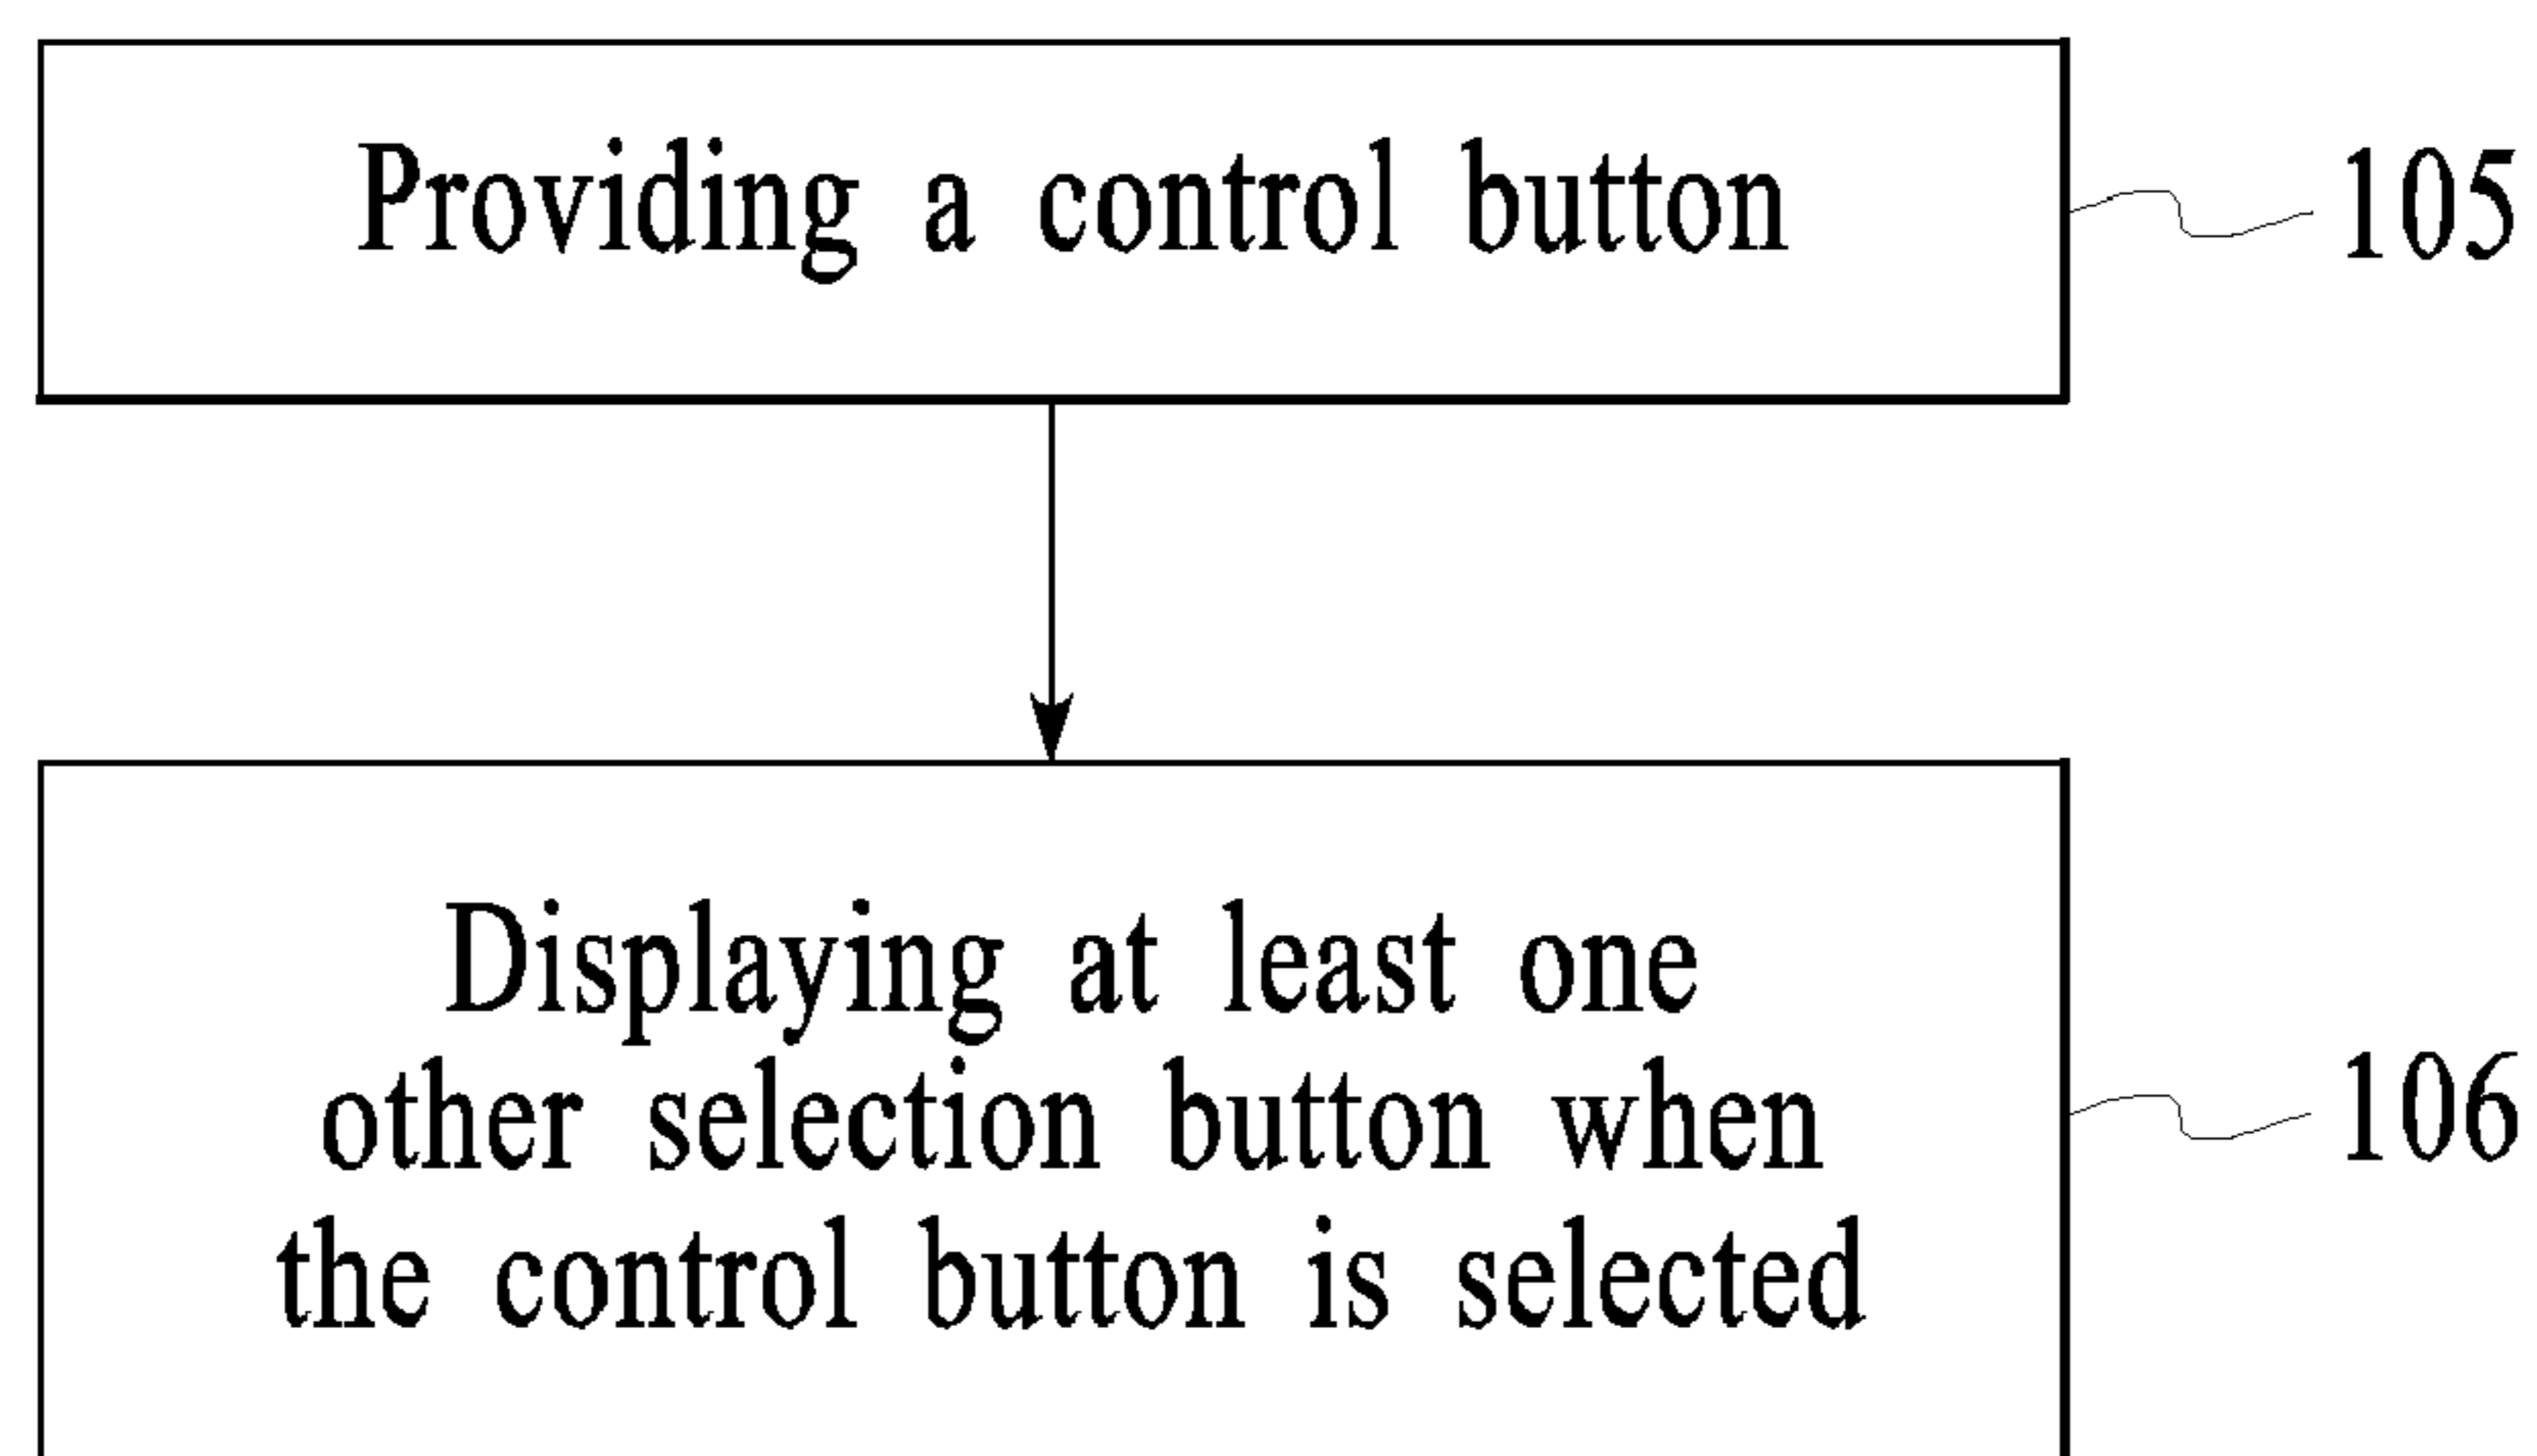 Providing a control button
105
Displaying at least one
other selection button when
the control button is selected
106